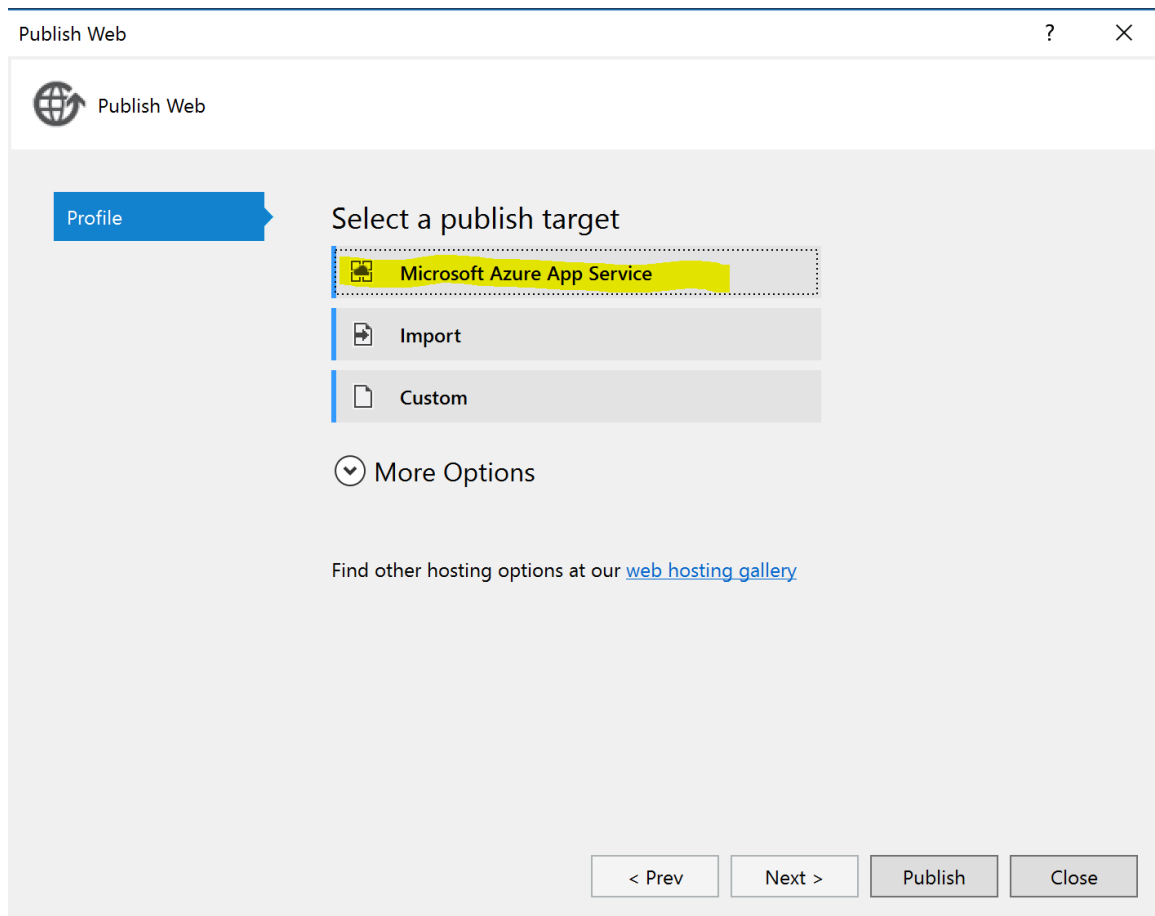 Publish Web
?
Publish Web
Profile
Select a publish target
Microsoft Azure App Service
Import
Custom
More Options
Find other hosting options at our web hosting gallery
< Prev
Next >
Publish
Close